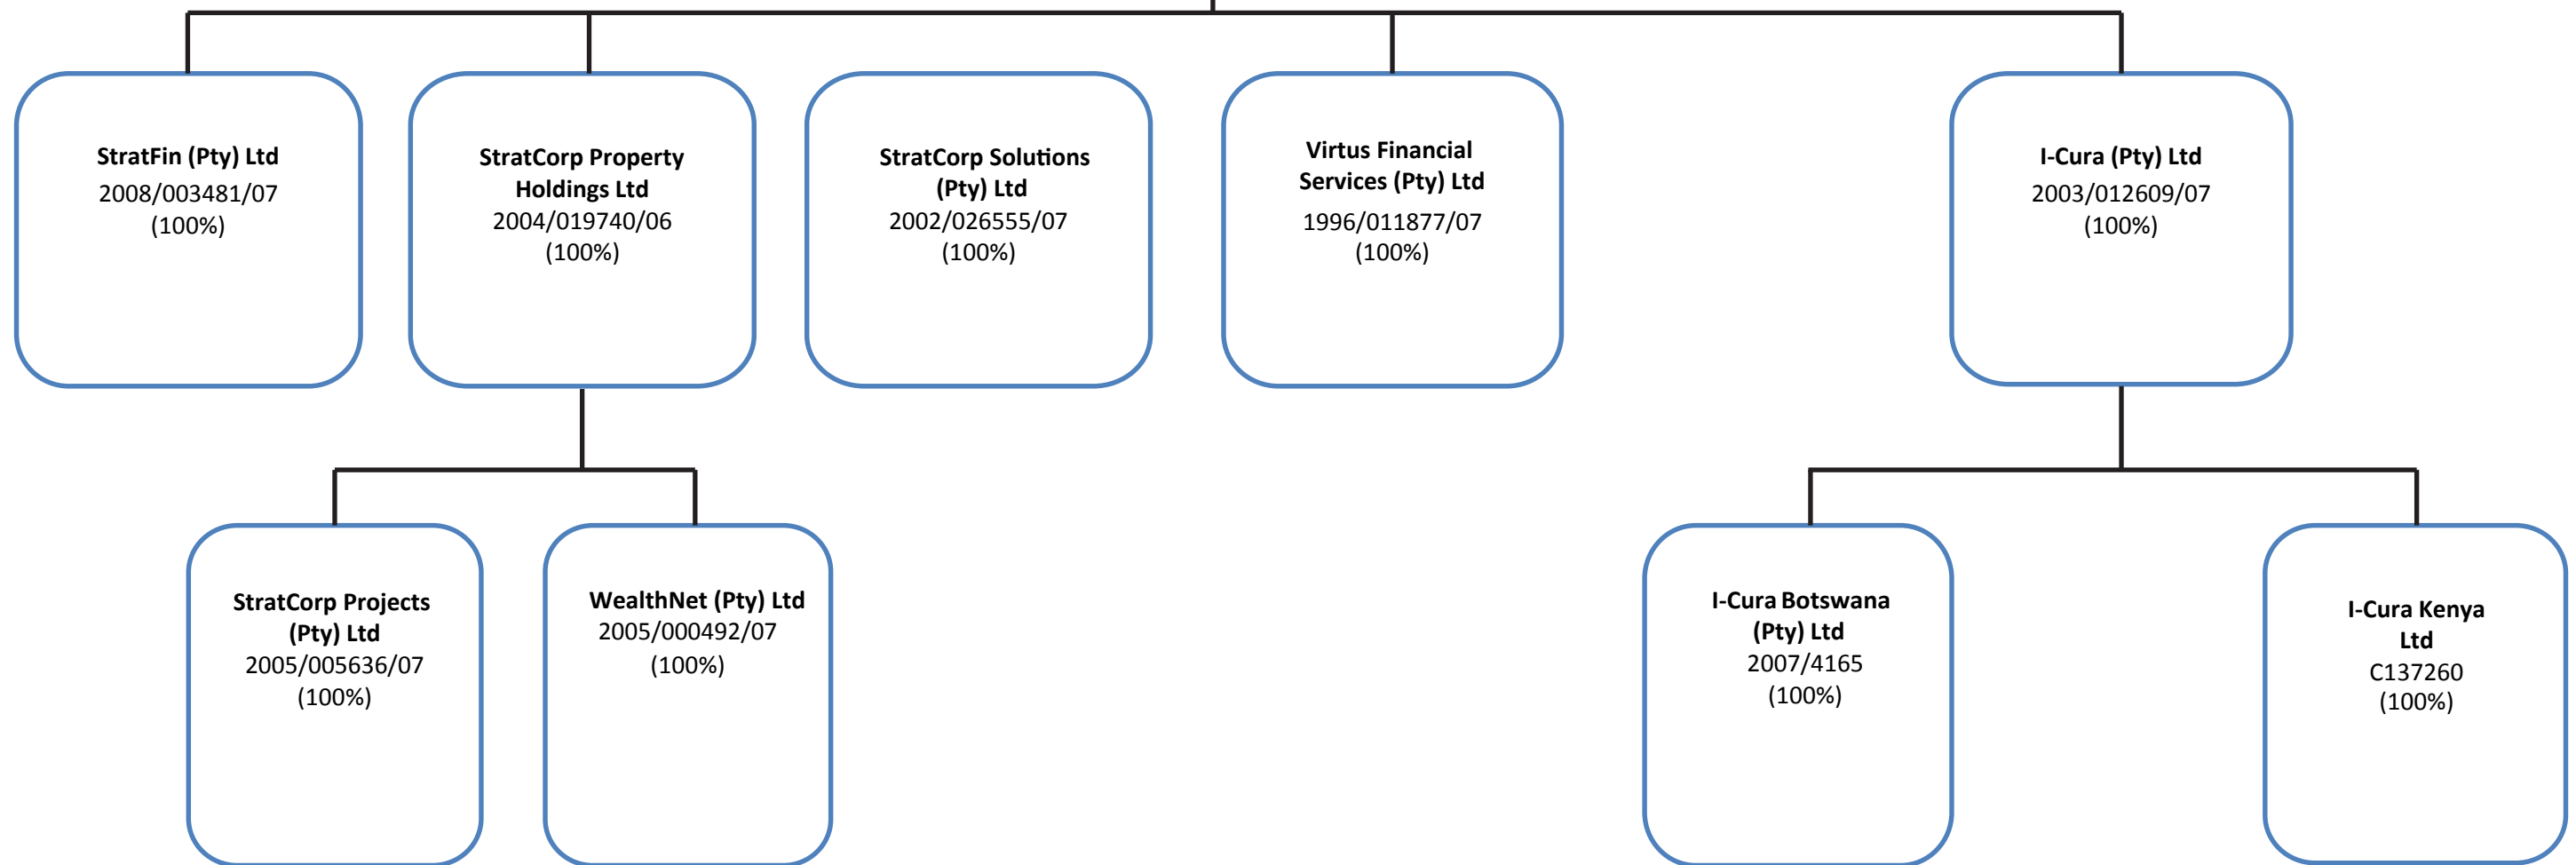 StratFin (Pty) Ltd
2008/003481/07
(100%)
StratCorp Property
Holdings Ltd
2004/019740/06
(100%)
StratCorp Solutions
(Pty) Ltd
2002/026555/07
(100%)
Virtus Financial
Services (Pty) Ltd
1996/011877/07
(100%)
I-Cura (Pty) Ltd
2003/012609/07
(100%)
StratCorp Projects
(Pty) Ltd
2005/005636/07
(100%)
WealthNet (Pty) Ltd
2005/000492/07
(100%)
I-Cura Botswana
(Pty) Ltd
2007/4165
(100%)
I-Cura Kenya
Ltd
C137260
(100%)